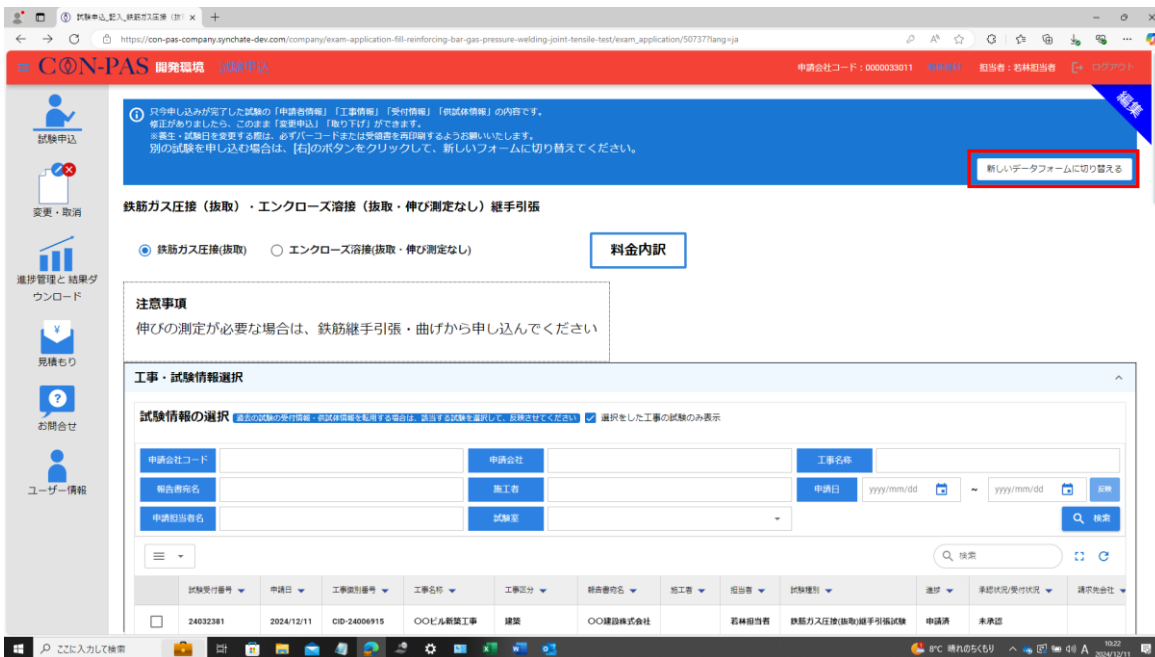 試験申込_記入_鉄筋ガス圧接（抜
https://con-pas-company.synchate-dev.com/company/exam-application-fill-reinforcing-bar-gas-pressure-welding-joint-tensile-test/exam_application/50737?lang=ja
CON-PAS 開発環境 試験申込 申請会社コード：0000033011 担当者：若林担当者 ログアウト
編集
只今申し込みが完了した試験の「申請者情報」「工事情報」「受付情報」「供試体情報」の内容です。
修正がありましたら、このまま「変更申込」「取り下げ」ができます。
※養生・試験日を変更する際は、必ずバーコードまたは受領書を再印刷するようお願いいたします。
別の試験を申し込む場合は、[右]のボタンをクリックして、新しいフォームに切り替えてください。
新しいデータフォームに切り替える
試験申込
変更・取消
進捗管理と結果ダ
ウンロード
見積もり
お問合せ
ユーザー情報
鉄筋ガス圧接（抜取）・エンクローズ溶接（抜取・伸び測定なし）継手引張
鉄筋ガス圧接(抜取) エンクローズ溶接(抜取・伸び測定なし) 料金内訳
注意事項
伸びの測定が必要な場合は、鉄筋継手引張・曲げから申し込んでください
工事・試験情報選択
試験情報の選択 過去の試験の受付情報・供試体情報を転用する場合は、該当する試験を選択して、反映させてください 選択をした工事の試験のみ表示
申請会社コード 申請会社 工事名称
報告書宛名 施工者 申請日 yyyy/mm/dd ~ yyyy/mm/dd 反映
申請担当者名 試験室 検索
検索
試験受付番号 申請日 工事識別番号 工事名称 工事区分 報告書宛名 施工者 担当者 試験種別 進捗 承認状況/受付状況 請求先会社
24032381 2024/12/11 CID-24006915 〇〇ビル新築工事 建築 〇〇建設株式会社 若林担当者 鉄筋ガス圧接(抜取)継手引張試験 申請済 未承認
ここに入力して検索 8°C 晴れのちくもり A 10:22
2024/12/11